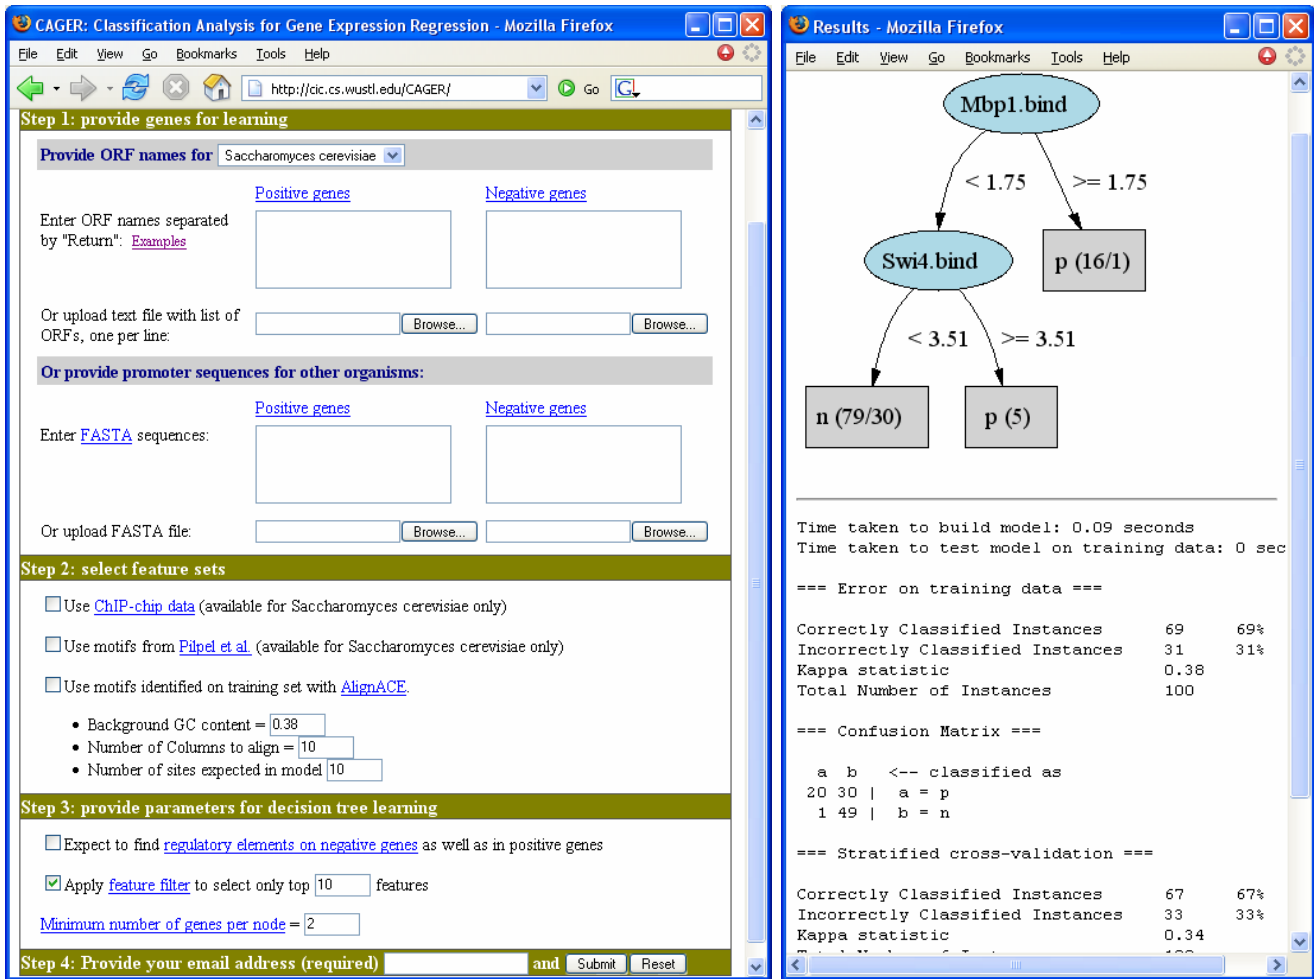 CAGER: Classification Analysis for Gene Expression Regression - Mozilla Firefox
File Edit View Go Bookmarks Tools Help
http://cic.cs.wustl.edu/CAGER/ Go G
Step 1: provide genes for learning
Provide ORF names for Saccharomyces cerevisiae
Positive genes Negative genes
Enter ORF names separated
by "Return": Examples
Or upload text file with list of
ORFs, one per line:
Browse... Browse...
Or provide promoter sequences for other organisms:
Positive genes Negative genes
Enter FASTA sequences:
Or upload FASTA file: Browse... Browse...
Step 2: select feature sets
Use ChIP-chip data (available for Saccharomyces cerevisiae only)
Use motifs from Pilpel et al. (available for Saccharomyces cerevisiae only)
Use motifs identified on training set with AlignACE.
• Background GC content = 0.38
• Number of Columns to align = 10
• Number of sites expected in model 10
Step 3: provide parameters for decision tree learning
Expect to find regulatory elements on negative genes as well as in positive genes
Apply feature filter to select only top 10 features
Minimum number of genes per node = 2
Step 4: Provide your email address (required) and Submit Reset
Results - Mozilla Firefox
File Edit View Go Bookmarks Tools Help
Mbp1.bind
< 1.75 >= 1.75
Swi4.bind p (16/1)
< 3.51 >= 3.51
n (79/30) p (5)
Time taken to build model: 0.09 seconds
Time taken to test model on training data: 0 sec
=== Error on training data ===
Correctly Classified Instances 69 69%
Incorrectly Classified Instances 31 31%
Kappa statistic 0.38
Total Number of Instances 100
=== Confusion Matrix ===
a b <-- classified as
20 30 | a = p
1 49 | b = n
=== Stratified cross-validation ===
Correctly Classified Instances 67 67%
Incorrectly Classified Instances 33 33%
Kappa statistic 0.34